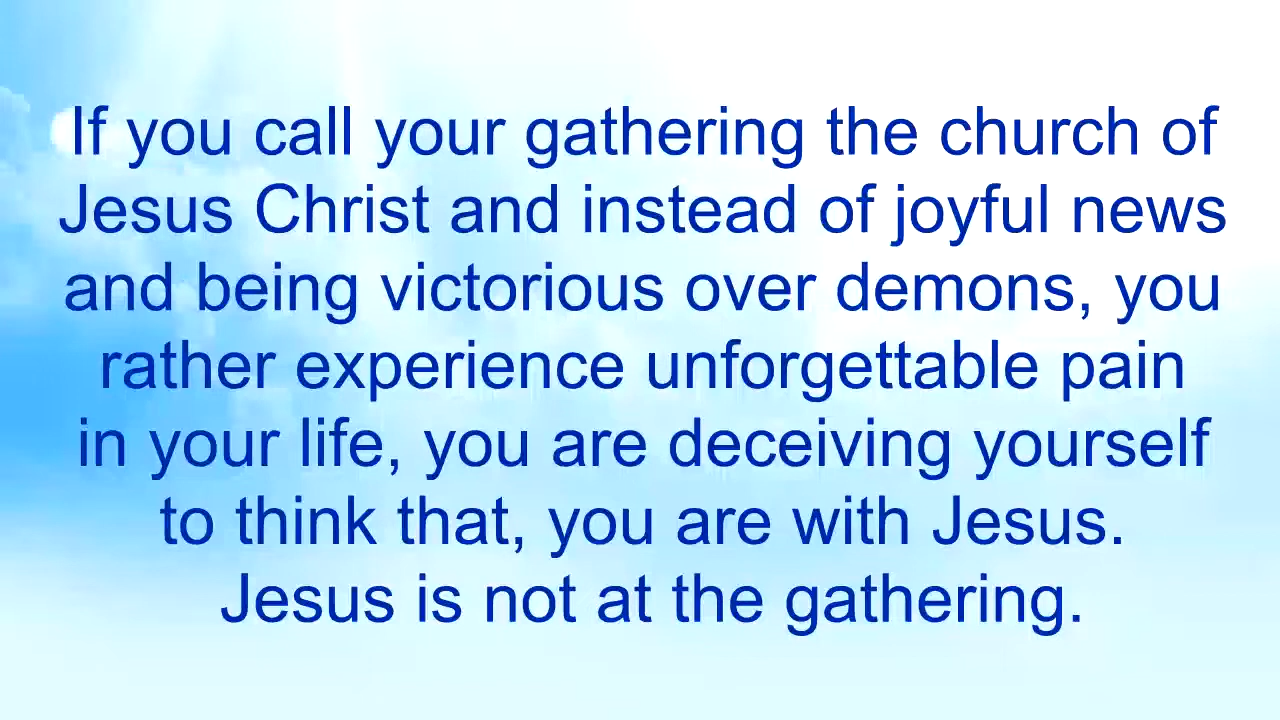 If you call your gathering the church of
Jesus Christ and instead of joyful news
and being victorious over demons, you
rather experience unforgettable pain
in your life, you are deceiving yourself
to think that, you are with Jesus.
Jesus is not at the gathering.